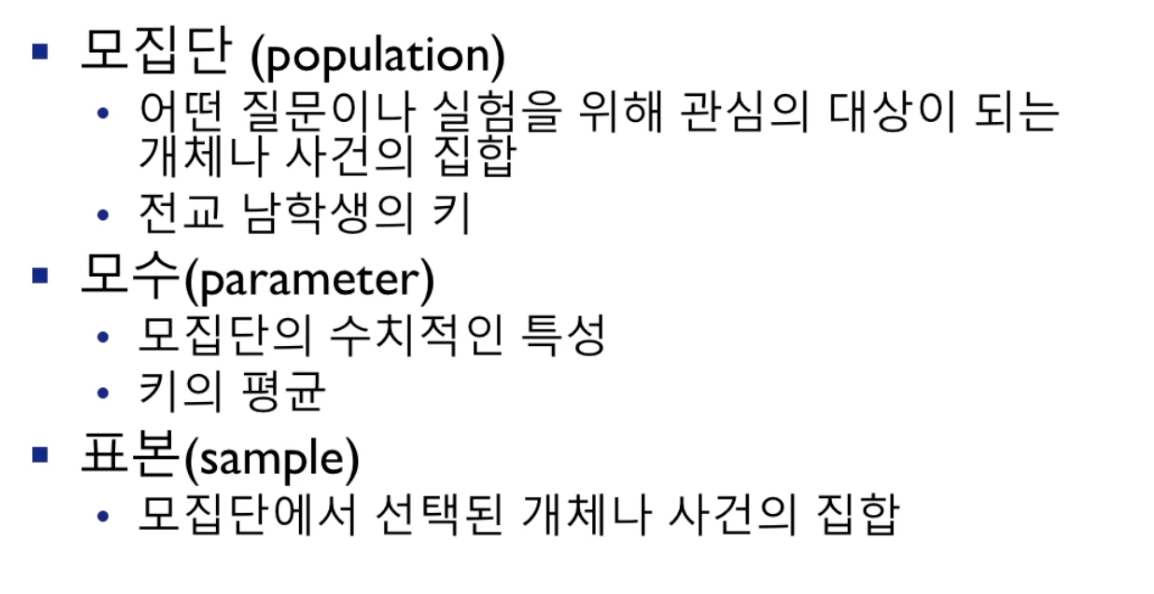 ▪ 모집단 (population)
• 어떤 질문이나 실험을 위해 관심의 대상이 되는
개체나 사건의 집합
• 전교 남학생의 키
▪ 모수(parameter)
• 모집단의 수치적인 특성
• 키의 평균
▪ 표본(sample)
• 모집단에서 선택된 개체나 사건의 집합